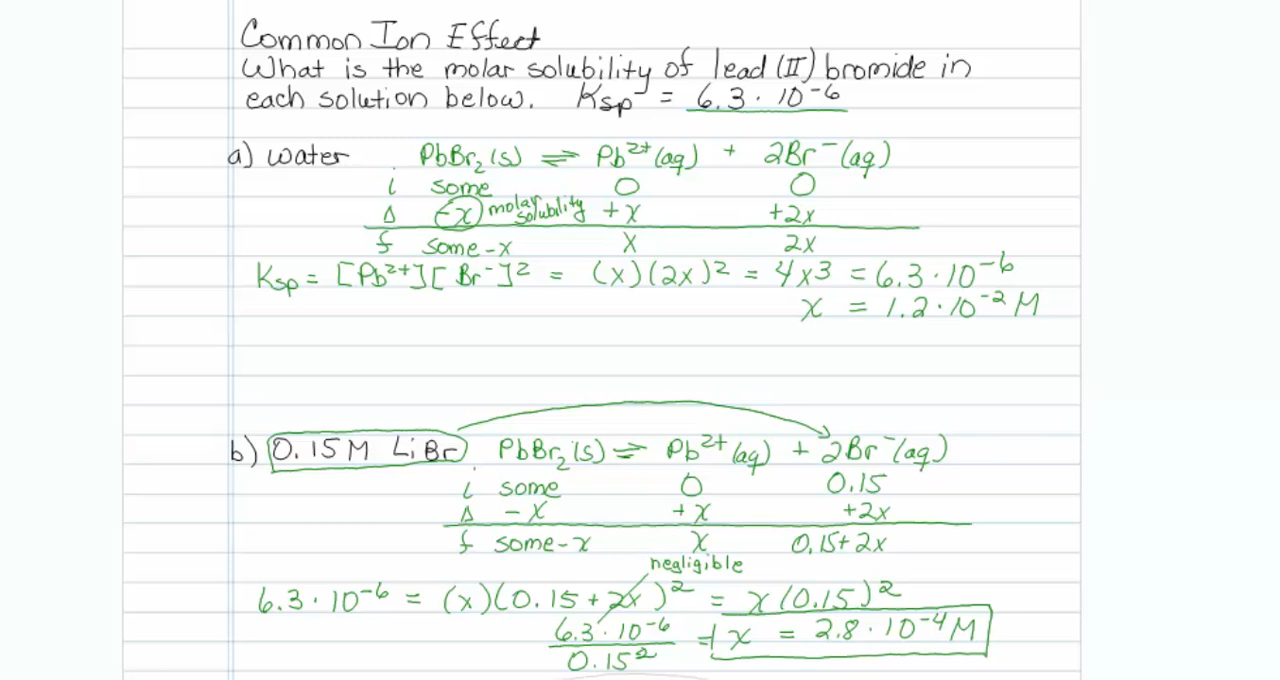 Common Ion Effect
What is the molar solubility of lead (II) bromide in
each solution below. Ksp = 6.3 · 10⁻⁶
a) water PbBr₂ (s) ⇌ Pb²⁺ (aq) + 2Br⁻ (aq)
i some 0 0
Δ -x molar solubility +x +2x
f some-x x 2x
Ksp = [Pb²⁺][Br⁻]² = (x)(2x)² = 4x³ = 6.3 · 10⁻⁶
x = 1.2 · 10⁻² M
b) 0.15M LiBr PbBr₂ (s) ⇌ Pb²⁺ (aq) + 2Br⁻ (aq)
i some 0 0.15
Δ -x +x +2x
f some-x x 0.15+2x
negligible
6.3 · 10⁻⁶ = (x)(0.15 + 2x)² = x(0.15)²
6.3 · 10⁻⁶ / 0.15² = x = 2.8 · 10⁻⁴ M